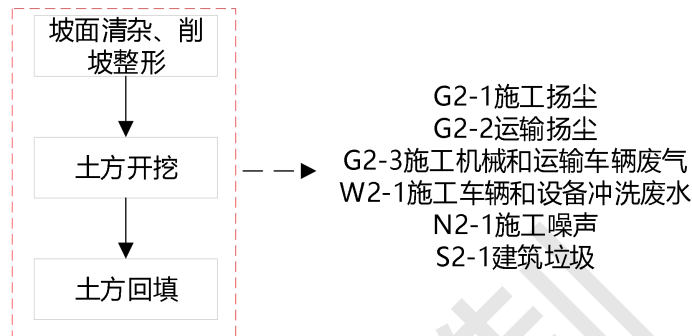 坡面清杂、削
坡整形
土方开挖
土方回填
G2-1施工扬尘
G2-2运输扬尘
G2-3施工机械和运输车辆废气
W2-1施工车辆和设备冲洗废水
N2-1施工噪声
S2-1建筑垃圾